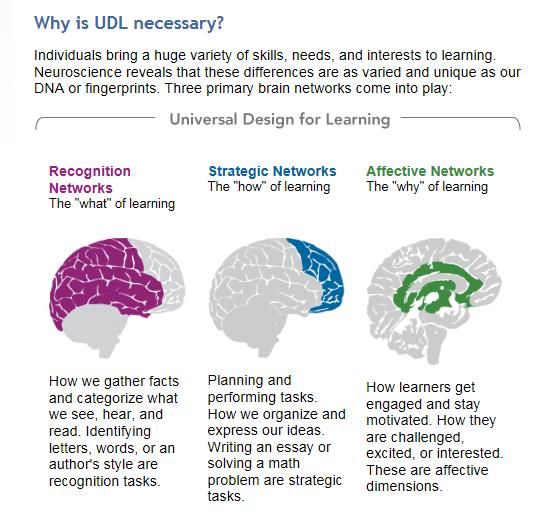 Why is UDL necessary?
Individuals bring a huge variety of skills, needs, and interests to learning.
Neuroscience reveals that these differences are as varied and unique as our
DNA or fingerprints. Three primary brain networks come into play:
Universal Design for Learning
Recognition
Networks
The "what" of learning
How we gather facts
and categorize what
we see, hear, and
read. Identifying
letters, words, or an
author's style are
recognition tasks.
Strategic Networks
The "how" of learning
Planning and
performing tasks.
How we organize and
express our ideas.
Writing an essay or
solving a math
problem are strategic
tasks.
Affective Networks
The "why" of learning
How learners get
engaged and stay
motivated. How they
are challenged,
excited, or interested.
These are affective
dimensions.